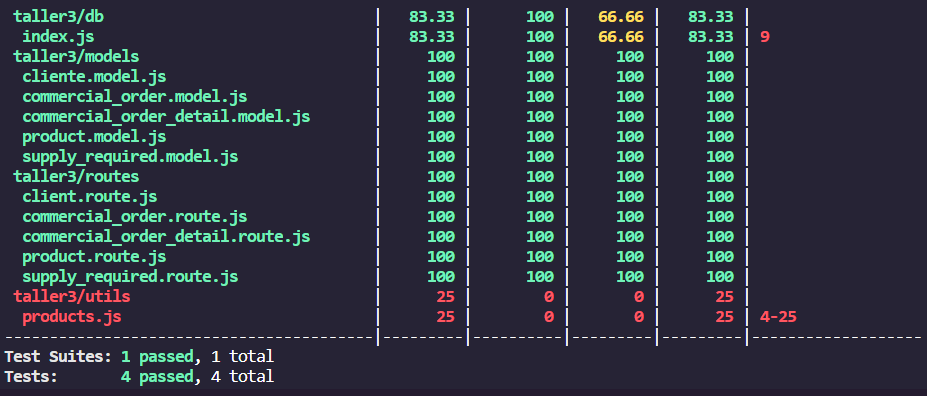 taller3/db | 83.33 | 100 | 66.66 | 83.33 |
index.js | 83.33 | 100 | 66.66 | 83.33 | 9
taller3/models | 100 | 100 | 100 | 100 |
cliente.model.js | 100 | 100 | 100 | 100 |
commercial_order.model.js | 100 | 100 | 100 | 100 |
commercial_order_detail.model.js | 100 | 100 | 100 | 100 |
product.model.js | 100 | 100 | 100 | 100 |
supply_required.model.js | 100 | 100 | 100 | 100 |
taller3/routes | 100 | 100 | 100 | 100 |
client.route.js | 100 | 100 | 100 | 100 |
commercial_order.route.js | 100 | 100 | 100 | 100 |
commercial_order_detail.route.js | 100 | 100 | 100 | 100 |
product.route.js | 100 | 100 | 100 | 100 |
supply_required.route.js | 100 | 100 | 100 | 100 |
taller3/utils | 25 | 0 | 0 | 25 |
products.js | 25 | 0 | 0 | 25 | 4-25
-----------------------------------------|---------|----------|---------|---------|-------------------
Test Suites: 1 passed, 1 total
Tests: 4 passed, 4 total